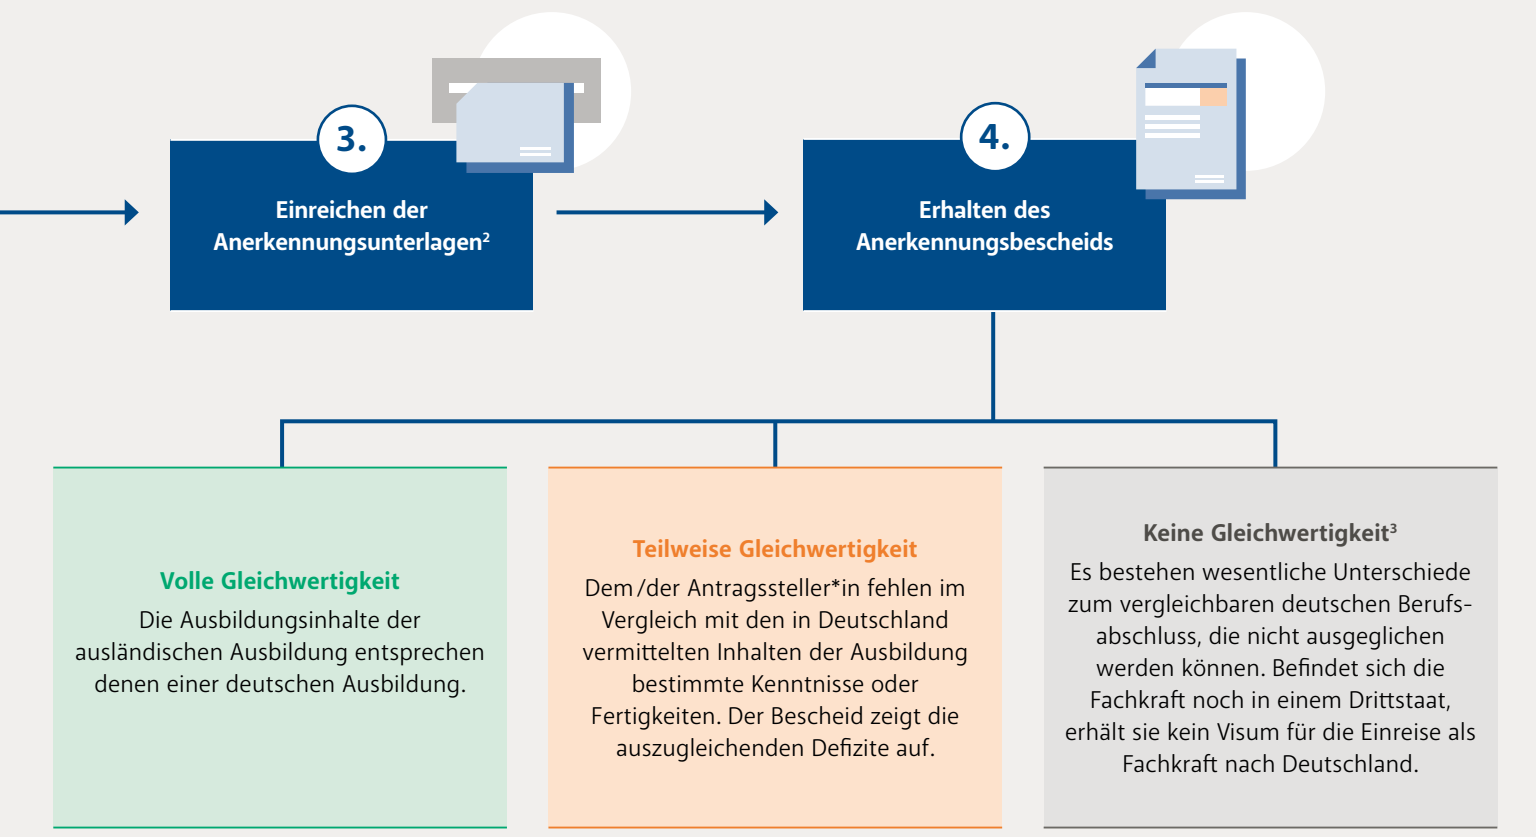 3.
Einreichen der
Anerkennungsunterlagen²
4.
Erhalten des
Anerkennungsbescheids
Volle Gleichwertigkeit
Die Ausbildungsinhalte der
ausländischen Ausbildung entsprechen
denen einer deutschen Ausbildung.
Teilweise Gleichwertigkeit
Dem/der Antragssteller*in fehlen im
Vergleich mit den in Deutschland
vermittelten Inhalten der Ausbildung
bestimmte Kenntnisse oder
Fertigkeiten. Der Bescheid zeigt die
auszugleichenden Defizite auf.
Keine Gleichwertigkeit³
Es bestehen wesentliche Unterschiede
zum vergleichbaren deutschen Berufs-
abschluss, die nicht ausgeglichen
werden können. Befindet sich die
Fachkraft noch in einem Drittstaat,
erhält sie kein Visum für die Einreise als
Fachkraft nach Deutschland.